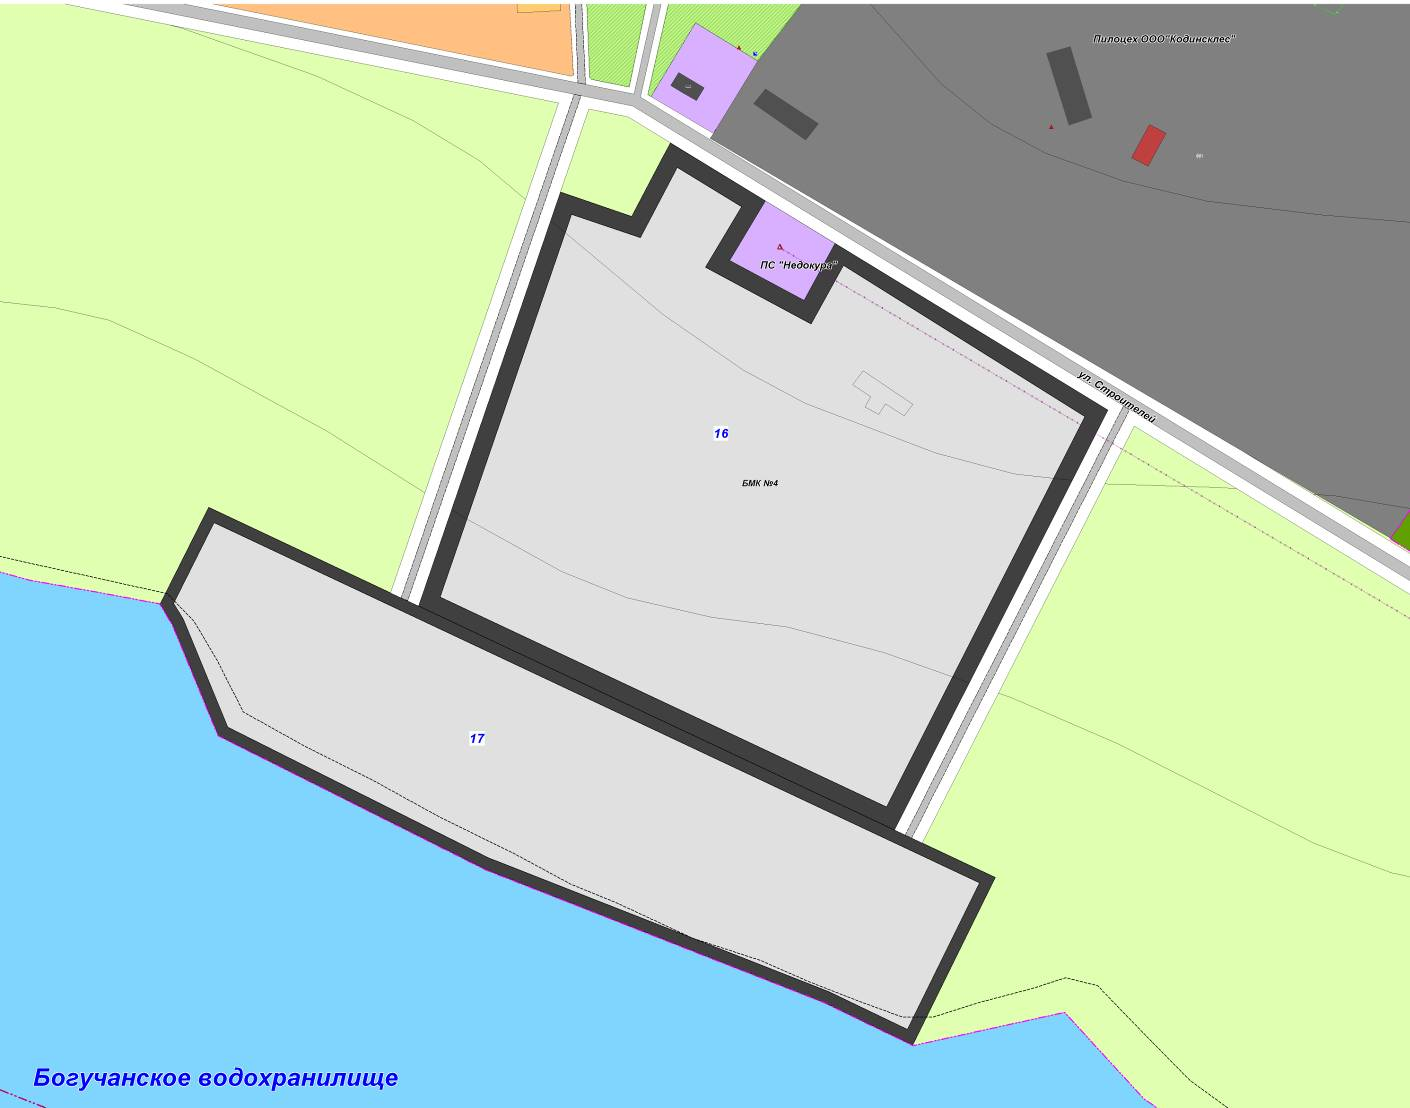 Пилоцех ООО"Кодинсклес"
ПС "Недокура"
ул. Строителей
16
БМК №4
17
Богучанское водохранилище